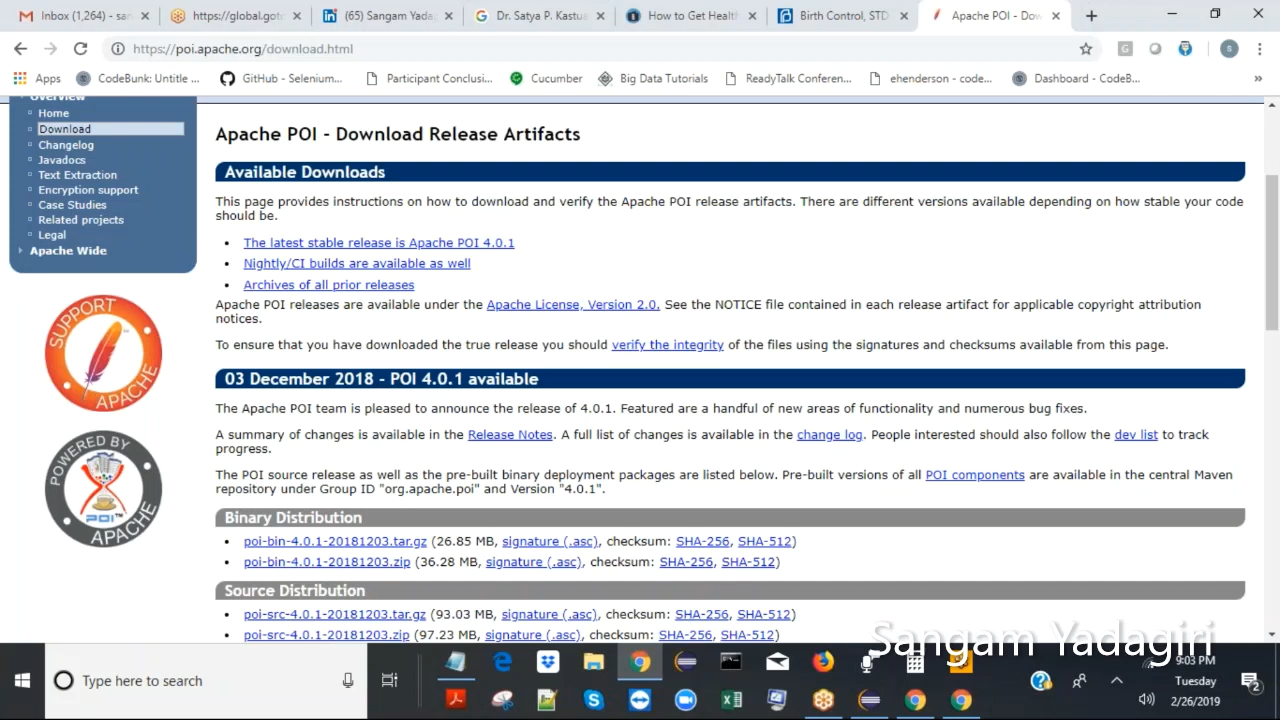 Inbox (1,264) - san
https://global.gotr
(65) Sangam Yada
Dr. Satya P. Kastua
How to Get Health
Birth Control, STD
Apache POI - Dow
https://poi.apache.org/download.html
G
S
Apps
CodeBunk: Untitle ...
GitHub - Selenium...
Participant Conclusi...
Cucumber
Big Data Tutorials
ReadyTalk Conferen...
ehenderson - code...
Dashboard - CodeB...
»
Overview
Home
Download
Changelog
Javadocs
Text Extraction
Encryption support
Case Studies
Related projects
Legal
Apache Wide
SUPPORT
APACHE
POWERED BY
POI™
APACHE
Apache POI - Download Release Artifacts
Available Downloads
This page provides instructions on how to download and verify the Apache POI release artifacts. There are different versions available depending on how stable your code
should be.
The latest stable release is Apache POI 4.0.1
Nightly/CI builds are available as well
Archives of all prior releases
Apache POI releases are available under the Apache License, Version 2.0. See the NOTICE file contained in each release artifact for applicable copyright attribution
notices.
To ensure that you have downloaded the true release you should verify the integrity of the files using the signatures and checksums available from this page.
03 December 2018 - POI 4.0.1 available
The Apache POI team is pleased to announce the release of 4.0.1. Featured are a handful of new areas of functionality and numerous bug fixes.
A summary of changes is available in the Release Notes. A full list of changes is available in the change log. People interested should also follow the dev list to track
progress.
The POI source release as well as the pre-built binary deployment packages are listed below. Pre-built versions of all POI components are available in the central Maven
repository under Group ID "org.apache.poi" and Version "4.0.1".
Binary Distribution
poi-bin-4.0.1-20181203.tar.gz (26.85 MB, signature (.asc), checksum: SHA-256, SHA-512)
poi-bin-4.0.1-20181203.zip (36.28 MB, signature (.asc), checksum: SHA-256, SHA-512)
Source Distribution
poi-src-4.0.1-20181203.tar.gz (93.03 MB, signature (.asc), checksum: SHA-256, SHA-512)
poi-src-4.0.1-20181203.zip (97.23 MB, signature (.asc), checksum: SHA-256, SHA-512)
Sangam Yadagiri
Type here to search
9:03 PM
Tuesday
2/26/2019
2